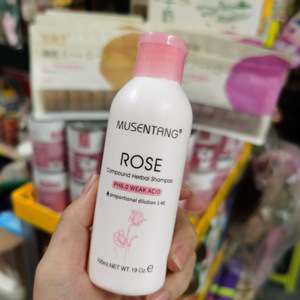 MUSENTANG®
ROSE
Compound Herbal Shampoo
PH6.0 WEAK ACID
proportional dilution 1:40
100ml NET WT. 19 Oz e